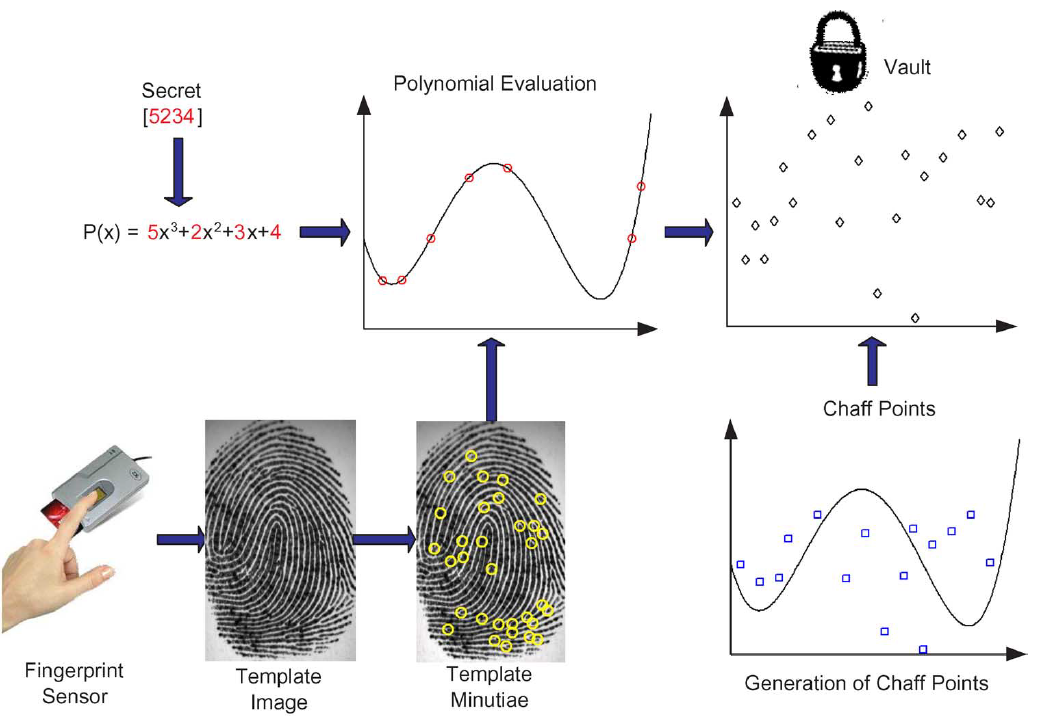 Secret
[5234]
P(x) = 5x³+2x²+3x+4
Polynomial Evaluation
Vault
Chaff Points
Fingerprint
Sensor
Template
Image
Template
Minutiae
Generation of Chaff Points